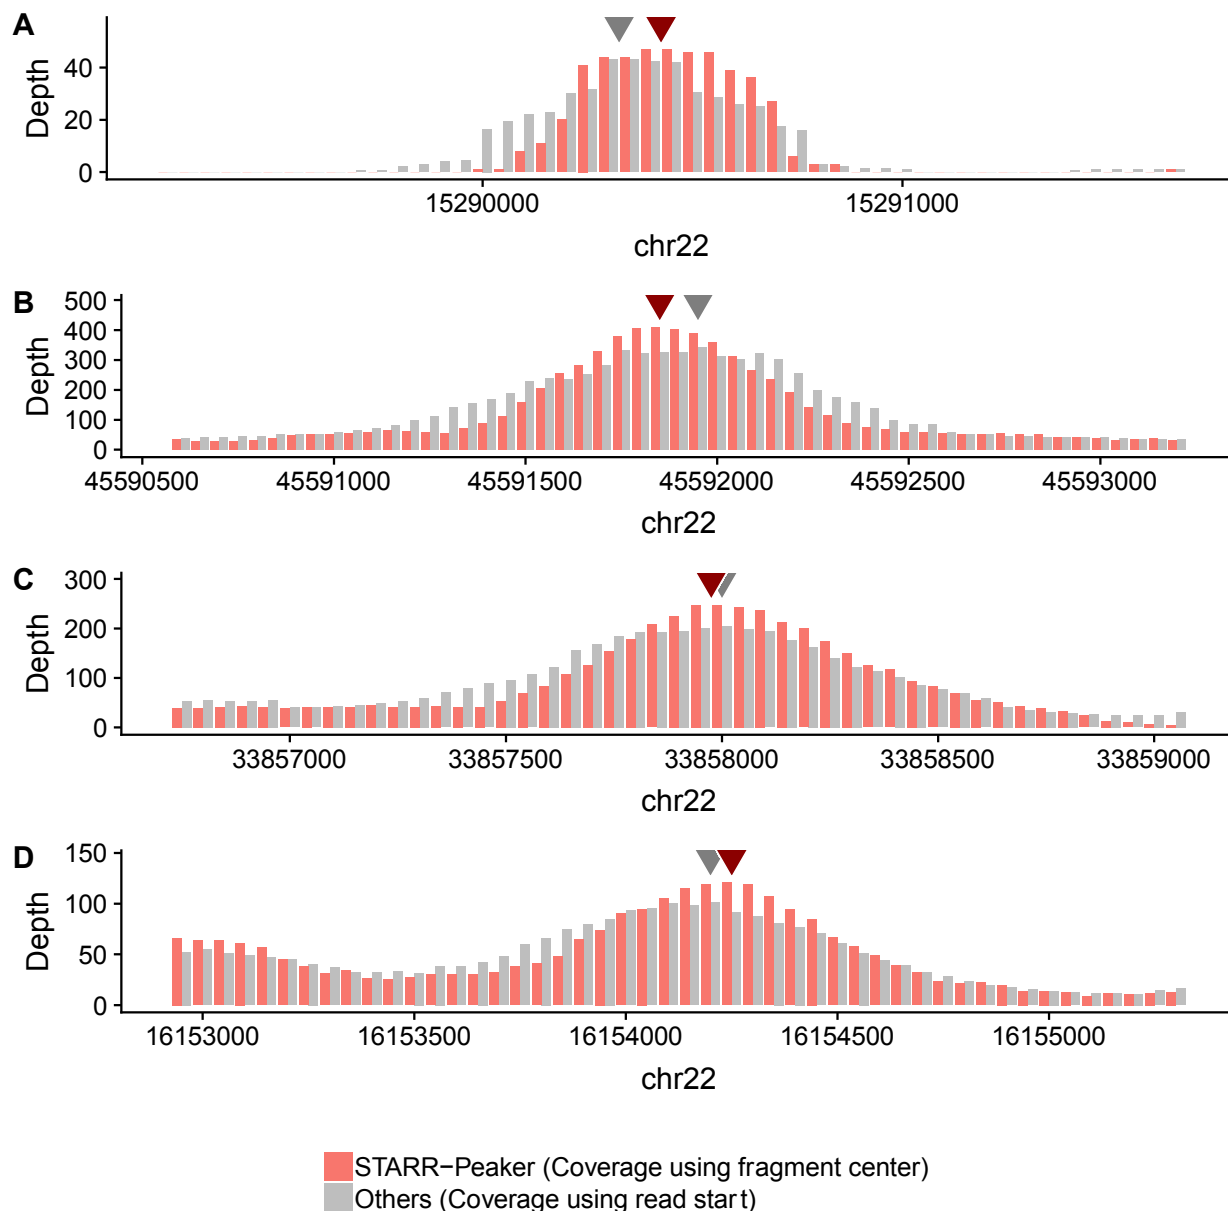 A
Depth
40
20
0
15290000 15291000
chr22
B
Depth
500
400
300
200
100
0
45590500 45591000 45591500 45592000 45592500 45593000
chr22
C
Depth
300
200
100
0
33857000 33857500 33858000 33858500 33859000
chr22
D
Depth
150
100
50
0
16153000 16153500 16154000 16154500 16155000
chr22
STARR−Peaker (Coverage using fragment center)
Others (Coverage using read start)